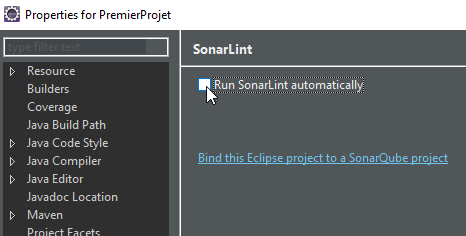 Properties for PremierProjet
type filter text
SonarLint
Resource
Builders
Coverage
Java Build Path
Java Code Style
Java Compiler
Java Editor
Javadoc Location
Maven
Project Facets
Run SonarLint automatically
Bind this Eclipse project to a SonarQube project